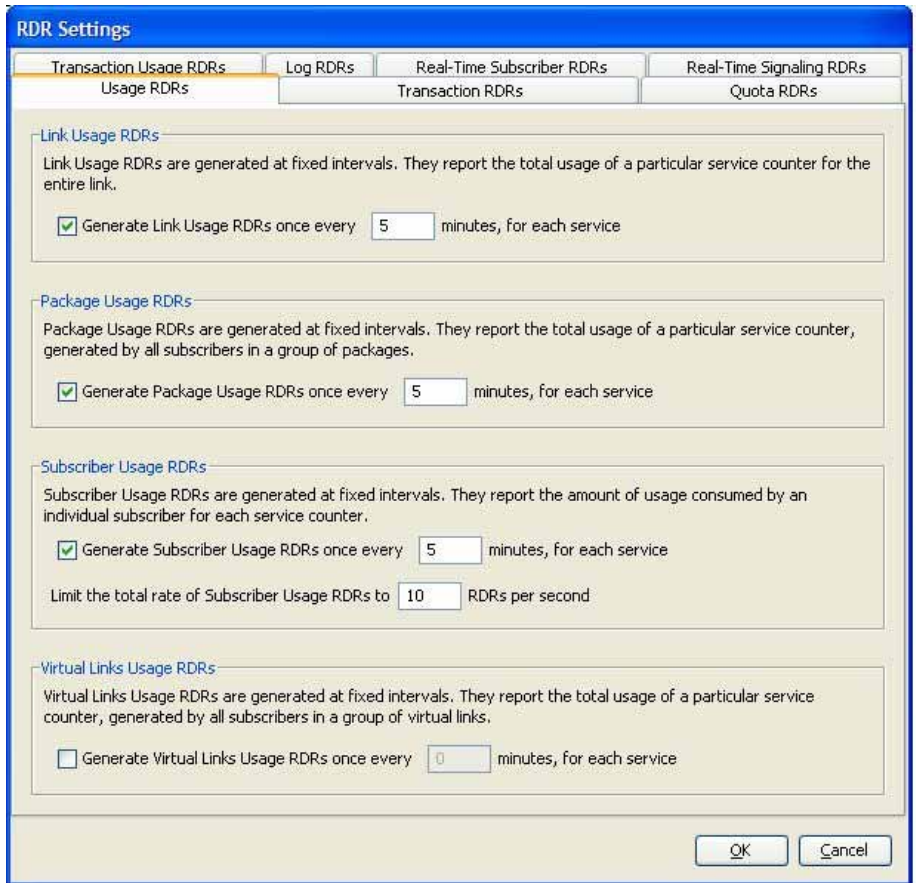 RDR Settings
Transaction Usage RDRs
Log RDRs
Real-Time Subscriber RDRs
Real-Time Signaling RDRs
Usage RDRs
Transaction RDRs
Quota RDRs
Link Usage RDRs
Link Usage RDRs are generated at fixed intervals. They report the total usage of a particular service counter for the
entire link.
Generate Link Usage RDRs once every 5 minutes, for each service
Package Usage RDRs
Package Usage RDRs are generated at fixed intervals. They report the total usage of a particular service counter,
generated by all subscribers in a group of packages.
Generate Package Usage RDRs once every 5 minutes, for each service
Subscriber Usage RDRs
Subscriber Usage RDRs are generated at fixed intervals. They report the amount of usage consumed by an
individual subscriber for each service counter.
Generate Subscriber Usage RDRs once every 5 minutes, for each service
Limit the total rate of Subscriber Usage RDRs to 10 RDRs per second
Virtual Links Usage RDRs
Virtual Links Usage RDRs are generated at fixed intervals. They report the total usage of a particular service
counter, generated by all subscribers in a group of virtual links.
Generate Virtual Links Usage RDRs once every 0 minutes, for each service
OK
Cancel